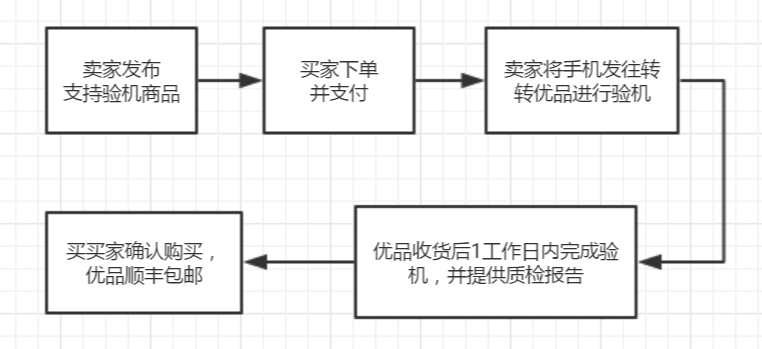 卖家发布
支持验机商品
买家下单
并支付
卖家将手机发往转
转优品进行验机
优品收货后1工作日内完成验
机，并提供质检报告
买买家确认购买，
优品顺丰包邮